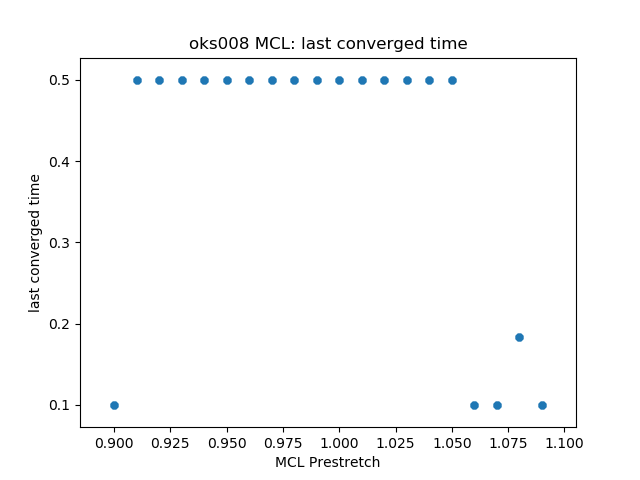 oks008 MCL: last converged time
0.5
0.4
0.3
0.2
0.1
last converged time
0.900 0.925 0.950 0.975 1.000 1.025 1.050 1.075 1.100
MCL Prestretch